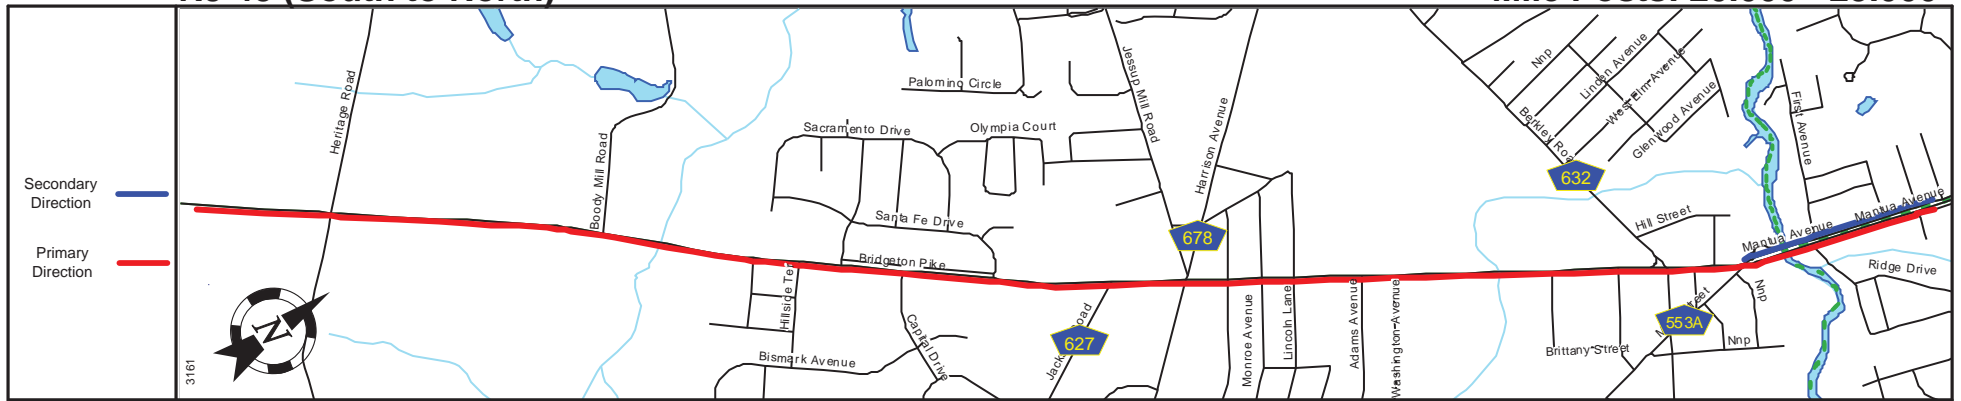 Secondary
Direction
Primary
Direction
3161
N
Heritage Road
Boody Mill Road
Palomino Circle
Sacramento Drive
Olympia Court
Santa Fe Drive
Bridgeton Pike
Hillside Ter
Bismark Avenue
Capital Drive
627
Jessup Mill Road
Harrison Avenue
678
Monroe Avenue
Lincoln Lane
Adams Avenue
Washington Avenue
Nnp
Linden Avenue
West Elm Avenue
Glenwood Avenue
Berkley Roa
632
Hill Street
First Avenue
Mantua Avenue
Mantua Avenue
Ridge Drive
Nnp
553A
Brittany Street
Nnp